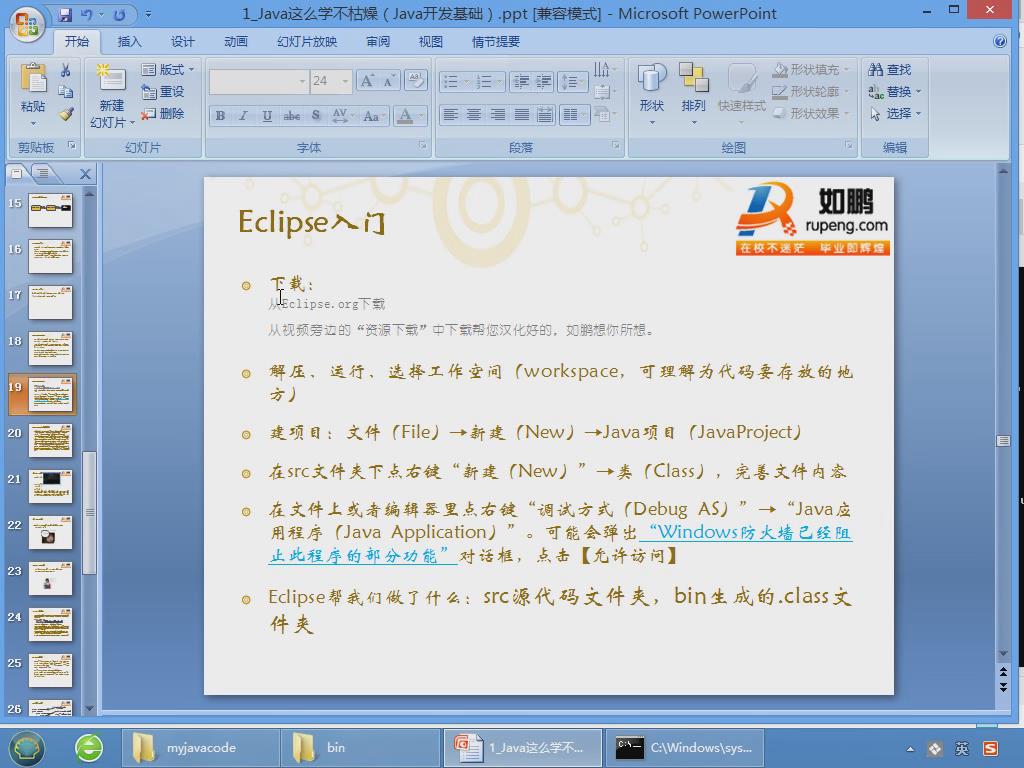 1_Java这么学不枯燥（Java开发基础）.ppt [兼容模式] - Microsoft PowerPoint
开始 插入 设计 动画 幻灯片放映 审阅 视图 情节提要
粘贴 新建 幻灯片 版式 重设 删除 24 形状 排列 快速样式 形状填充 形状轮廓 形状效果 查找 替换 选择
剪贴板 幻灯片 字体 段落 绘图 编辑
15
16
17
18
19
20
21
22
23
24
25
26
如鹏
rupeng.com
在校不迷茫 毕业即辉煌
Eclipse入门
下载：
从Eclipse.org下载
从视频旁边的“资源下载”中下载帮您汉化好的，如鹏想你所想。
解压、运行、选择工作空间（workspace，可理解为代码要存放的地
方）
建项目：文件（File）→新建（New）→Java项目（JavaProject）
在src文件夹下点右键“新建（New）”→类（Class），完善文件内容
在文件上或者编辑器里点右键“调试方式（Debug AS）”→“Java应
用程序（Java Application）”。可能会弹出“Windows防火墙已经阻
止此程序的部分功能”对话框，点击【允许访问】
Eclipse帮我们做了什么：src源代码文件夹，bin生成的.class文
件夹
myjavacode bin 1_Java这么学不... C:\Windows\sys... 英